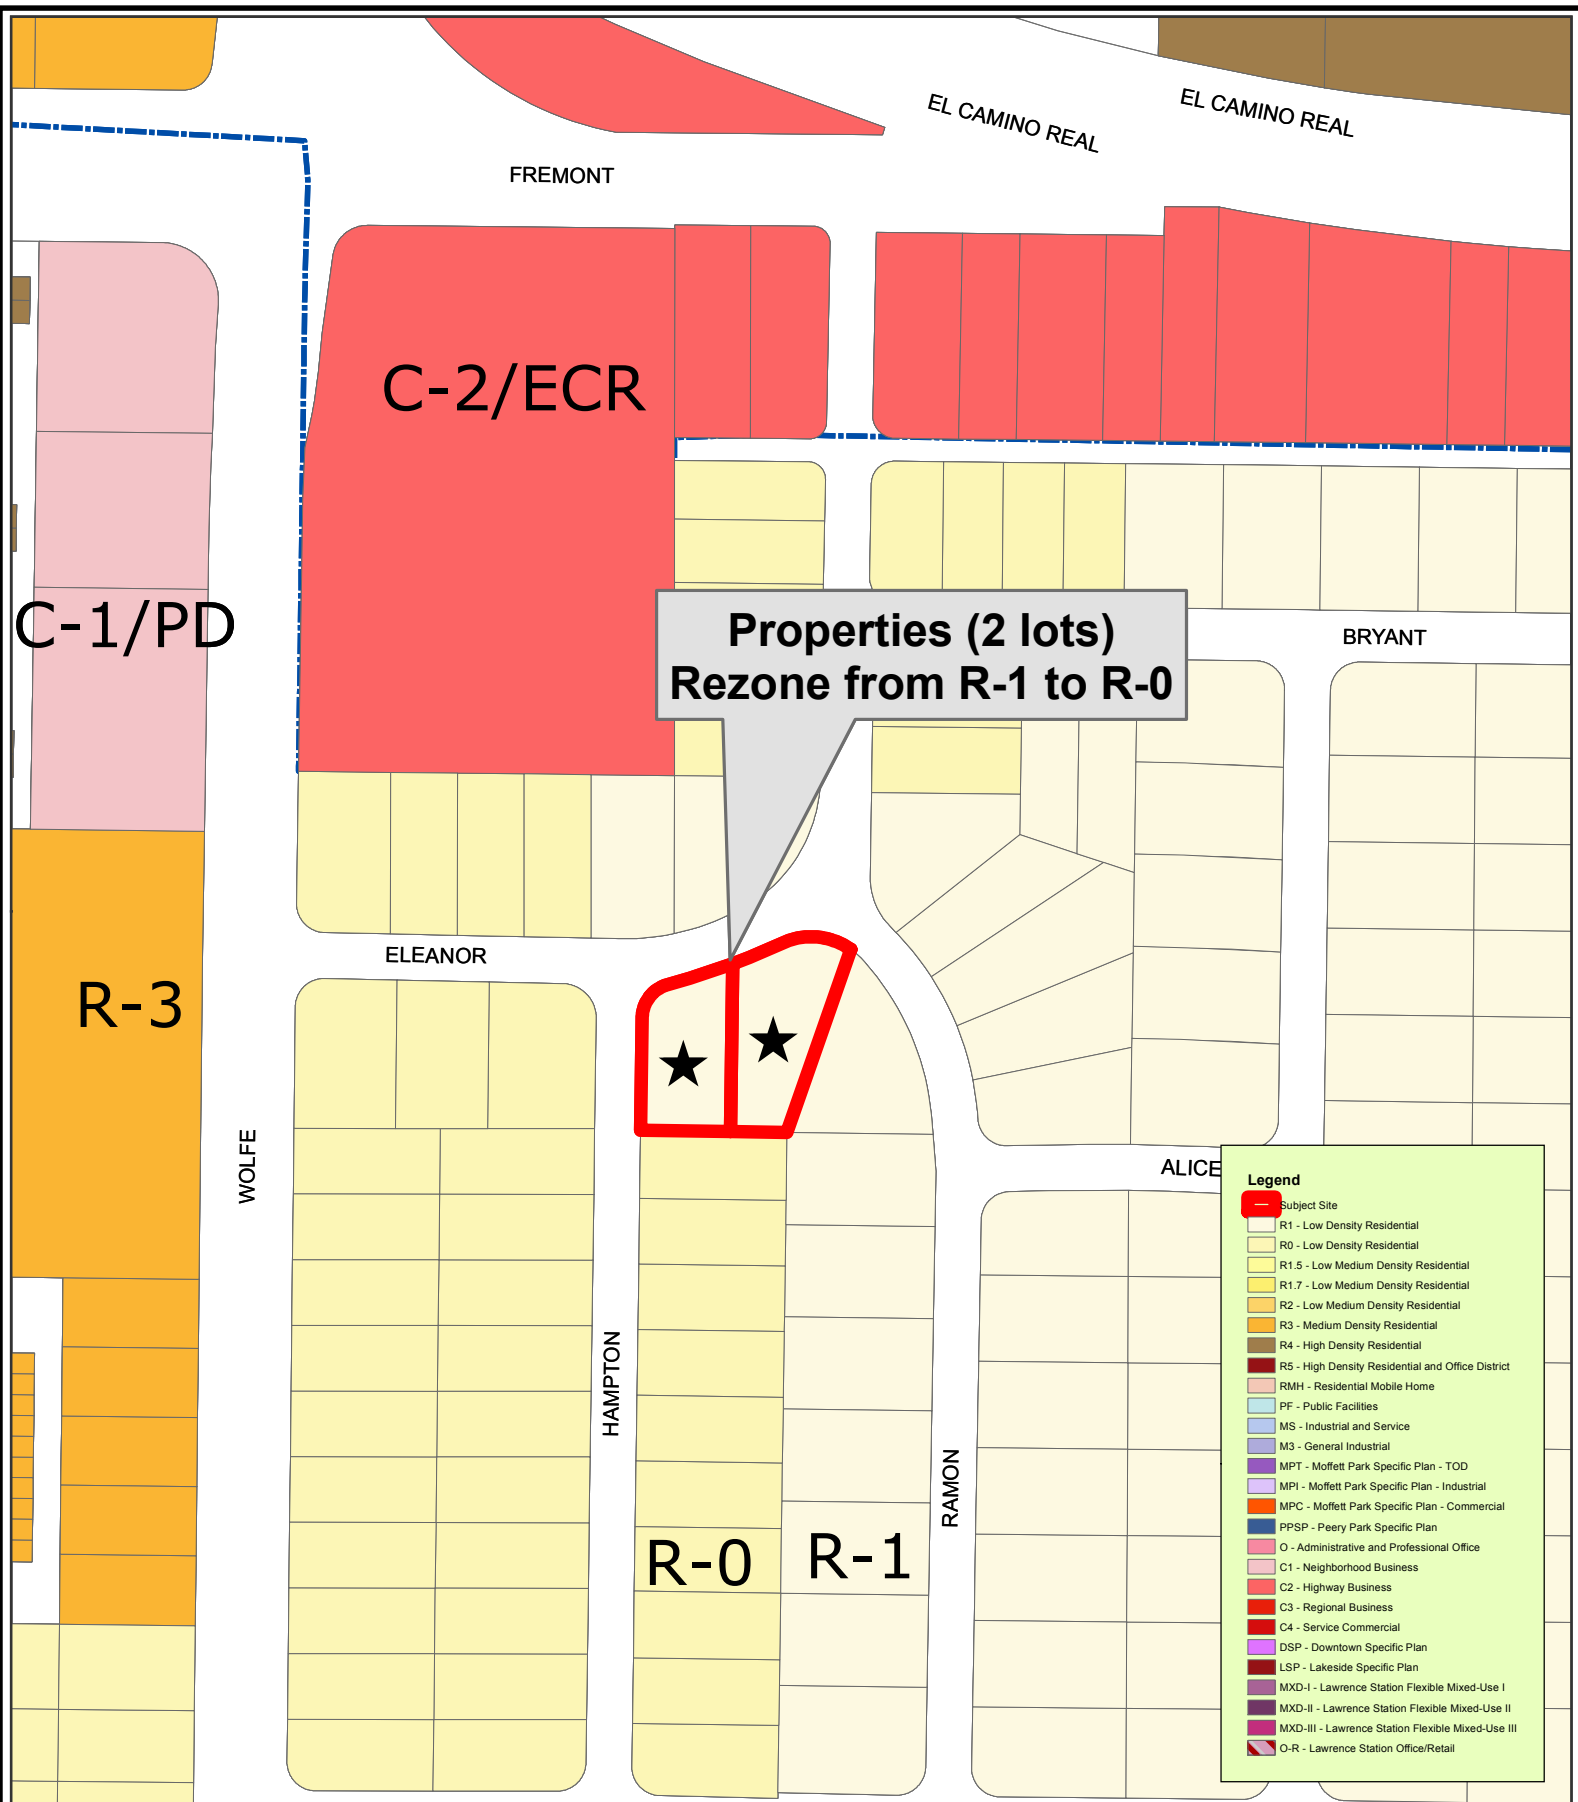 EL CAMINO REAL
EL CAMINO REAL
FREMONT
C-2/ECR
C-1/PD
Properties (2 lots)
Rezone from R-1 to R-0
BRYANT
ELEANOR
R-3
WOLFE
ALICE
HAMPTON
RAMON
R-0
R-1
Legend
Subject Site
R1 - Low Density Residential
R0 - Low Density Residential
R1.5 - Low Medium Density Residential
R1.7 - Low Medium Density Residential
R2 - Low Medium Density Residential
R3 - Medium Density Residential
R4 - High Density Residential
R5 - High Density Residential and Office District
RMH - Residential Mobile Home
PF - Public Facilities
MS - Industrial and Service
M3 - General Industrial
MPT - Moffett Park Specific Plan - TOD
MPI - Moffett Park Specific Plan - Industrial
MPC - Moffett Park Specific Plan - Commercial
PPSP - Peery Park Specific Plan
O - Administrative and Professional Office
C1 - Neighborhood Business
C2 - Highway Business
C3 - Regional Business
C4 - Service Commercial
DSP - Downtown Specific Plan
LSP - Lakeside Specific Plan
MXD-I - Lawrence Station Flexible Mixed-Use I
MXD-II - Lawrence Station Flexible Mixed-Use II
MXD-III - Lawrence Station Flexible Mixed-Use III
O-R - Lawrence Station Office/Retail